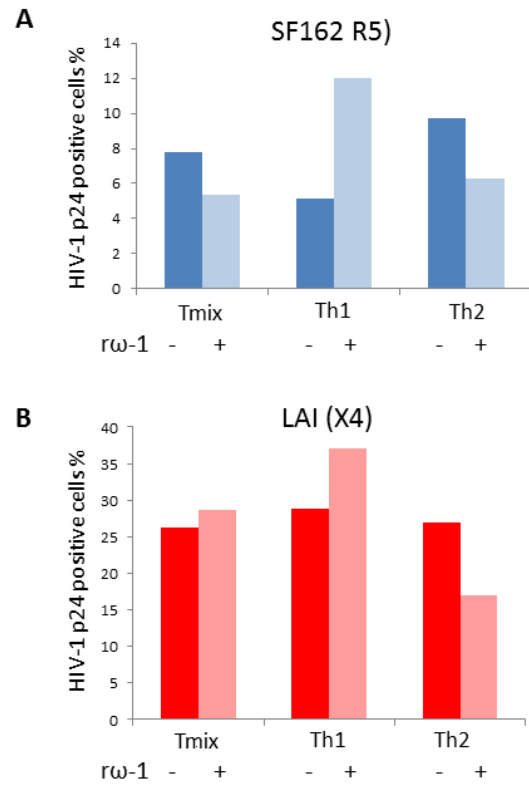 A
SF162 R5)
HIV-1 p24 positive cells %
14
12
10
8
6
4
2
0
Tmix Th1 Th2
rω-1 - + - + - +
B
LAI (X4)
HIV-1 p24 positive cells %
40
35
30
25
20
15
10
5
0
Tmix Th1 Th2
rω-1 - + - + - +